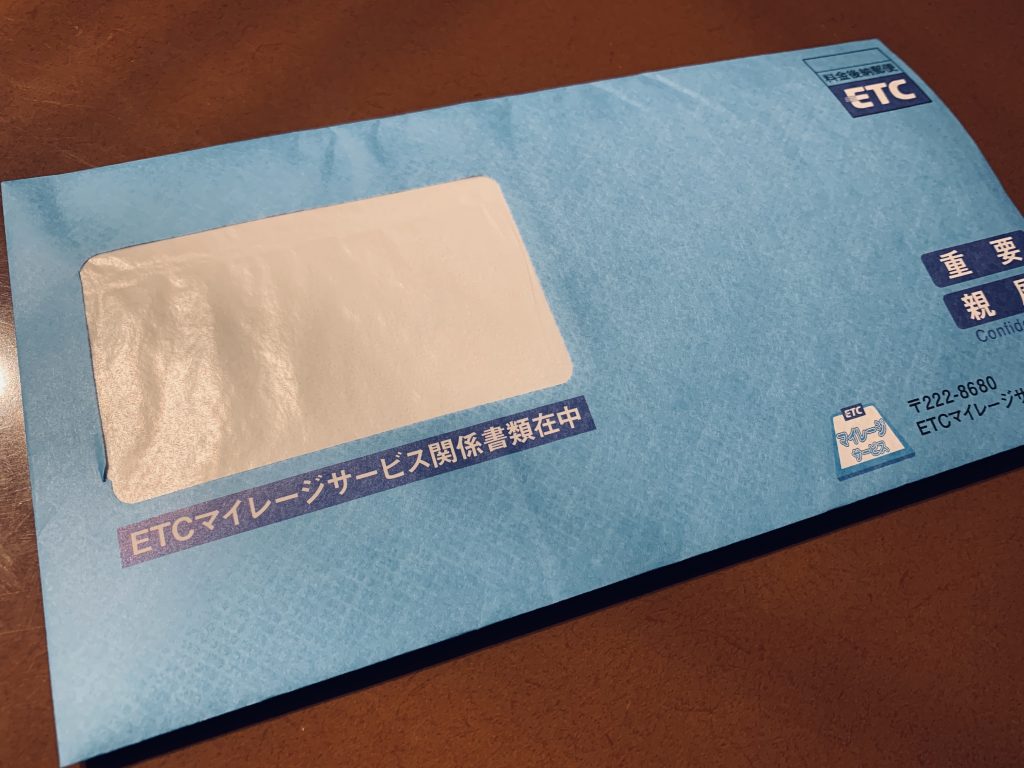 料金後納郵便
ETC
重要
親
Confid
〒222-8680
ETCマイレージサ
ETC
マイレージ
サービス
ETCマイレージサービス関係書類在中